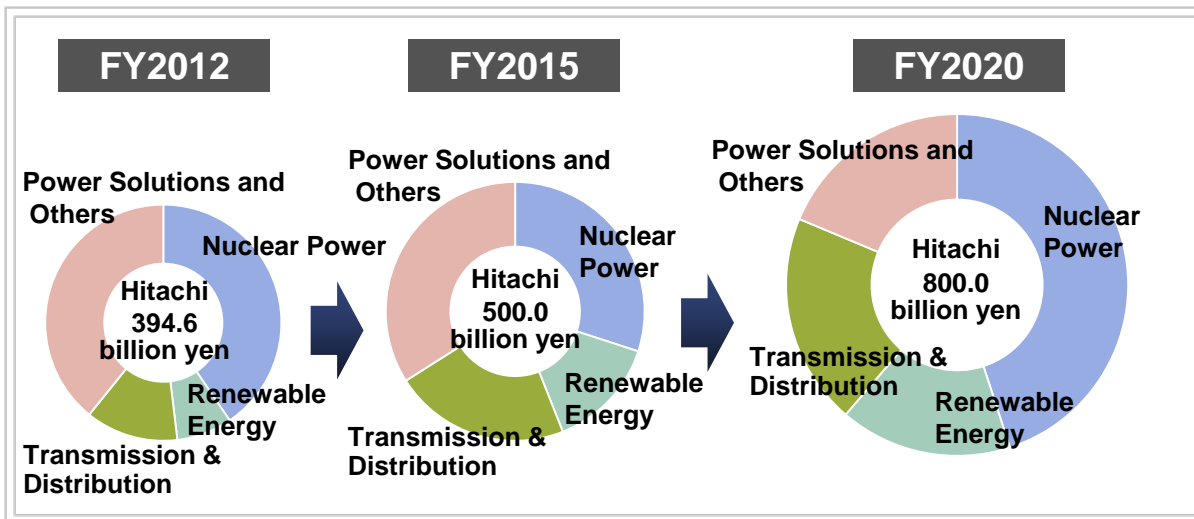 FY2012
Power Solutions and
Others
Nuclear Power
Hitachi
394.6
billion yen
Renewable
Energy
Transmission &
Distribution
FY2015
Power Solutions and
Others
Nuclear
Power
Hitachi
500.0
billion yen
Renewable
Energy
Transmission &
Distribution
FY2020
Power Solutions and
Others
Nuclear
Power
Hitachi
800.0
billion yen
Transmission &
Distribution
Renewable
Energy